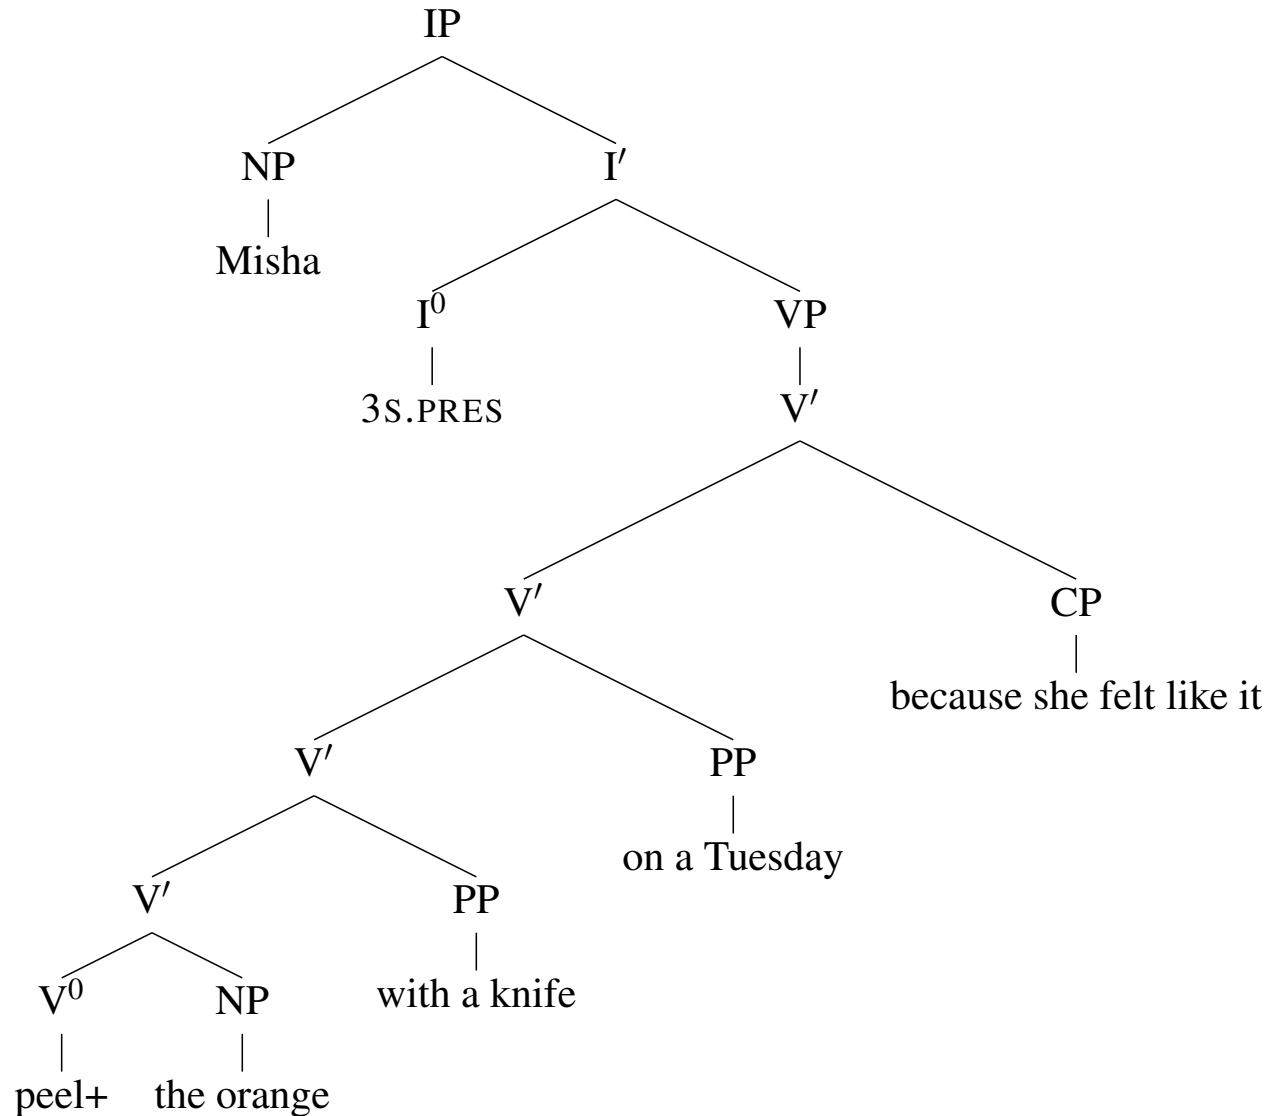 IP
NP I′
Misha
I⁰ VP
3S.PRES V′
V′ CP
because she felt like it
V′ PP
on a Tuesday
V′ PP
with a knife
V⁰ NP
peel+ the orange